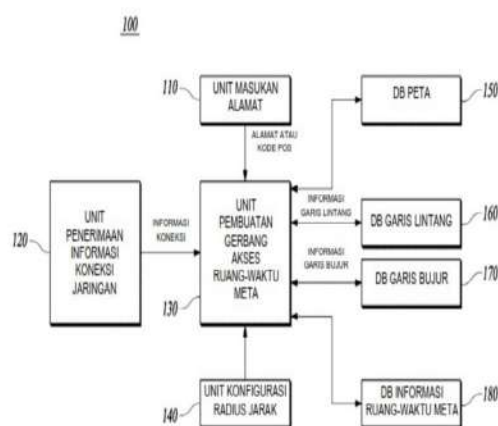 100
110
UNIT MASUKAN
ALAMAT
DB PETA
150
ALAMAT ATAU
KODE POS
120
UNIT
PENERIMAAN
INFORMASI
KONEKSI
JARINGAN
INFORMASI
KONEKSI
UNIT
PEMBUATAN
GERBANG
AKSES
RUANG-WAKTU
META
130
INFORMASI
GARIS LINTANG
DB GARIS LINTANG
160
INFORMASI
GARIS BUJUR
DB GARIS BUJUR
170
140
UNIT KONFIGURASI
RADIUS JARAK
DB INFORMASI
RUANG-WAKTU META
180